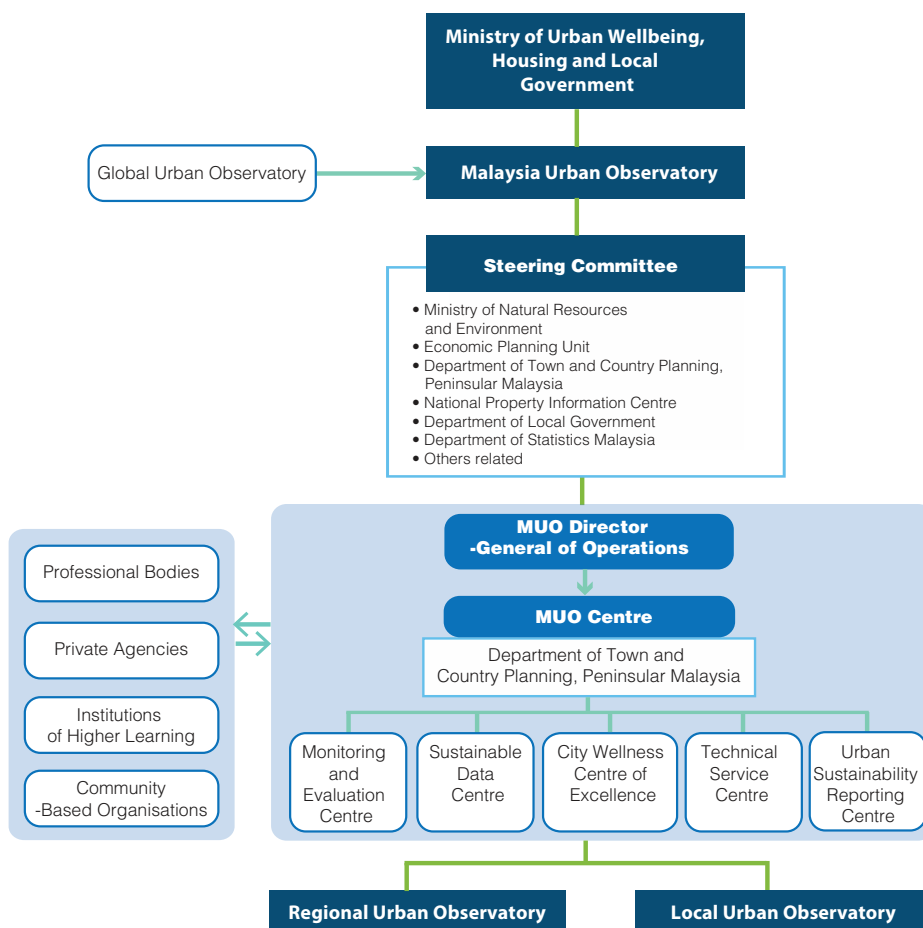 Ministry of Urban Wellbeing,
Housing and Local
Government
Global Urban Observatory
Malaysia Urban Observatory
Steering Committee
• Ministry of Natural Resources
and Environment
• Economic Planning Unit
• Department of Town and Country Planning,
Peninsular Malaysia
• National Property Information Centre
• Department of Local Government
• Department of Statistics Malaysia
• Others related
MUO Director
-General of Operations
MUO Centre
Department of Town and
Country Planning, Peninsular Malaysia
Professional Bodies
Private Agencies
Institutions
of Higher Learning
Community
-Based Organisations
Monitoring
and
Evaluation
Centre
Sustainable
Data
Centre
City Wellness
Centre of
Excellence
Technical
Service
Centre
Urban
Sustainability
Reporting
Centre
Regional Urban Observatory
Local Urban Observatory